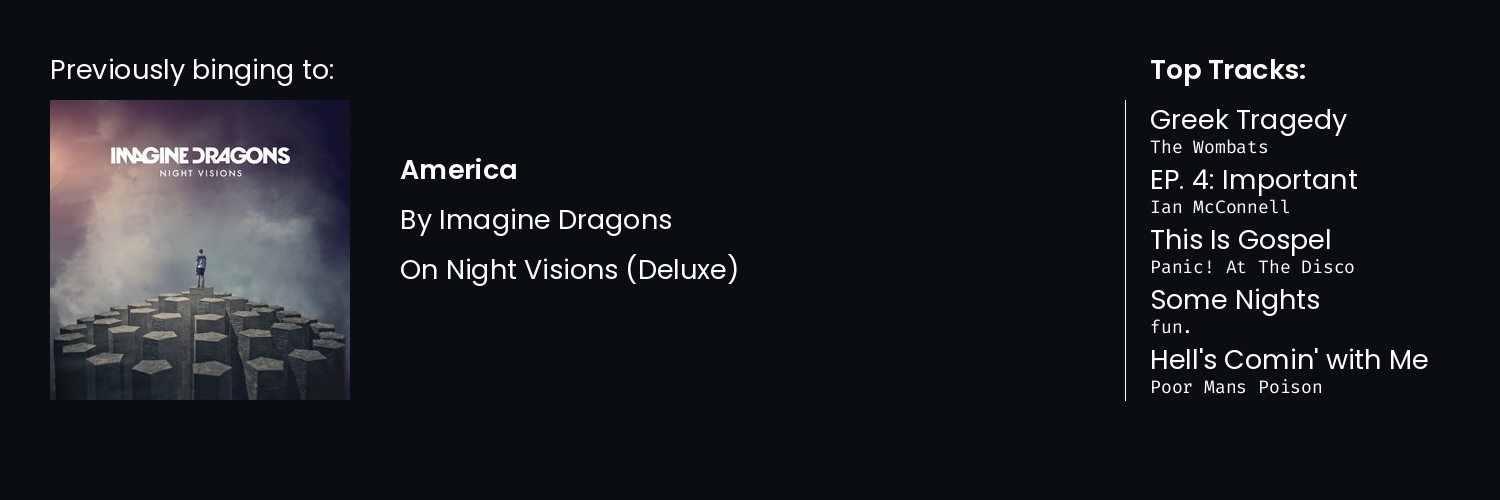 Previously binging to:
IMAGINE DRAGONS
NIGHT VISIONS
America
By Imagine Dragons
On Night Visions (Deluxe)
Top Tracks:
Greek Tragedy
The Wombats
EP. 4: Important
Ian McConnell
This Is Gospel
Panic! At The Disco
Some Nights
fun.
Hell's Comin' with Me
Poor Mans Poison